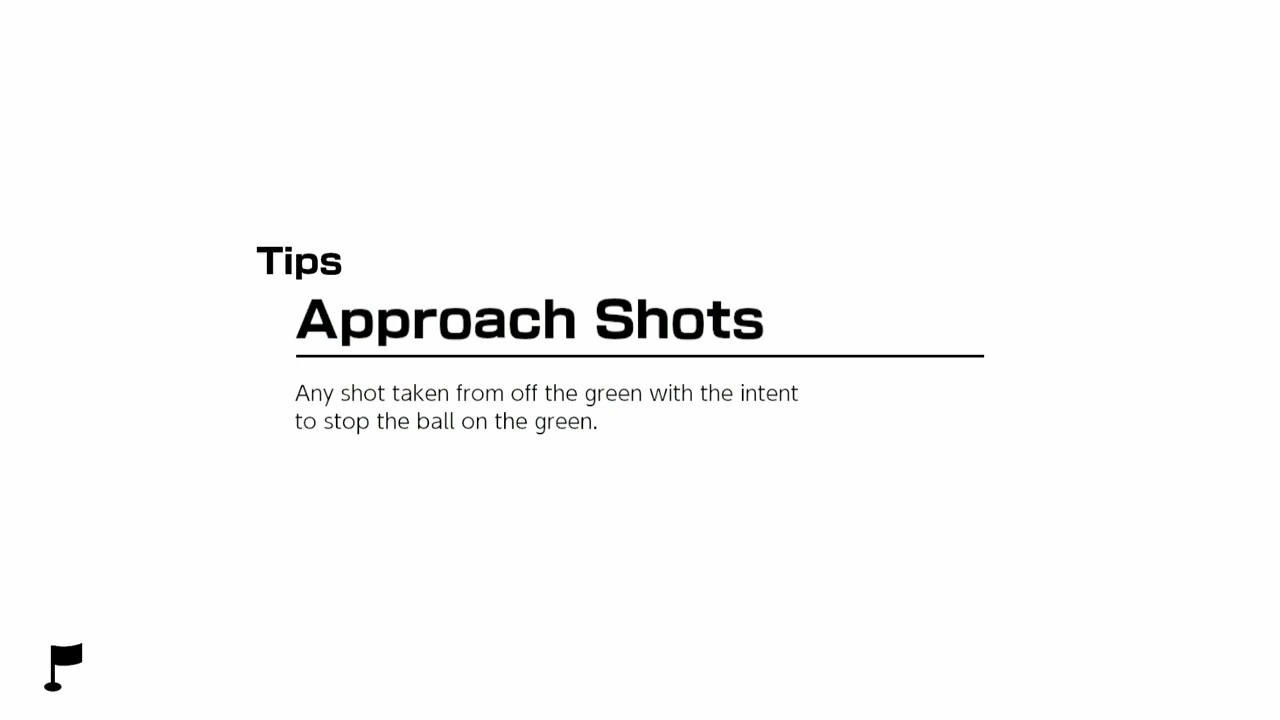 Tips
Approach Shots
Any shot taken from off the green with the intent
to stop the ball on the green.